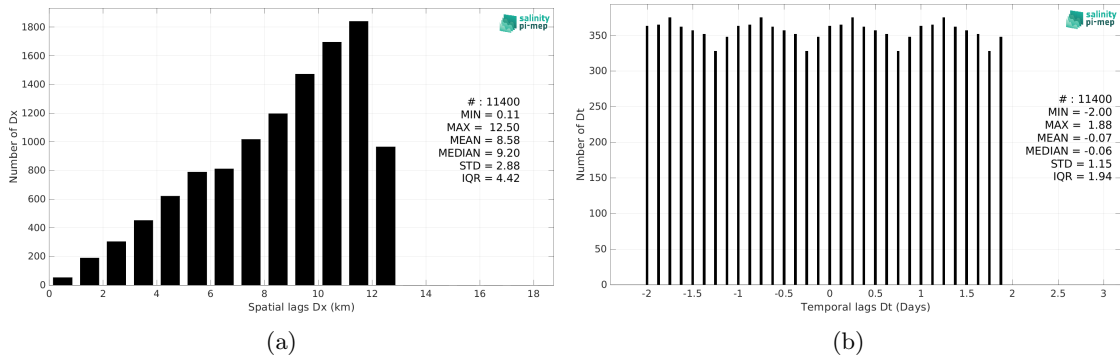 1800
1600
1400
1200
1000
800
600
400
200
0
Number of Dx
salinity
pi-mep
# : 11400
MIN = 0.11
MAX = 12.50
MEAN = 8.58
MEDIAN = 9.20
STD = 2.88
IQR = 4.42
0 2 4 6 8 10 12 14 16 18
Spatial lags Dx (km)
(a)
350
300
250
200
150
100
50
0
Number of Dt
salinity
pi-mep
# : 11400
MIN = -2.00
MAX = 1.88
MEAN = -0.07
MEDIAN = -0.06
STD = 1.15
IQR = 1.94
-2 -1.5 -1 -0.5 0 0.5 1 1.5 2 2.5 3
Temporal lags Dt (Days)
(b)